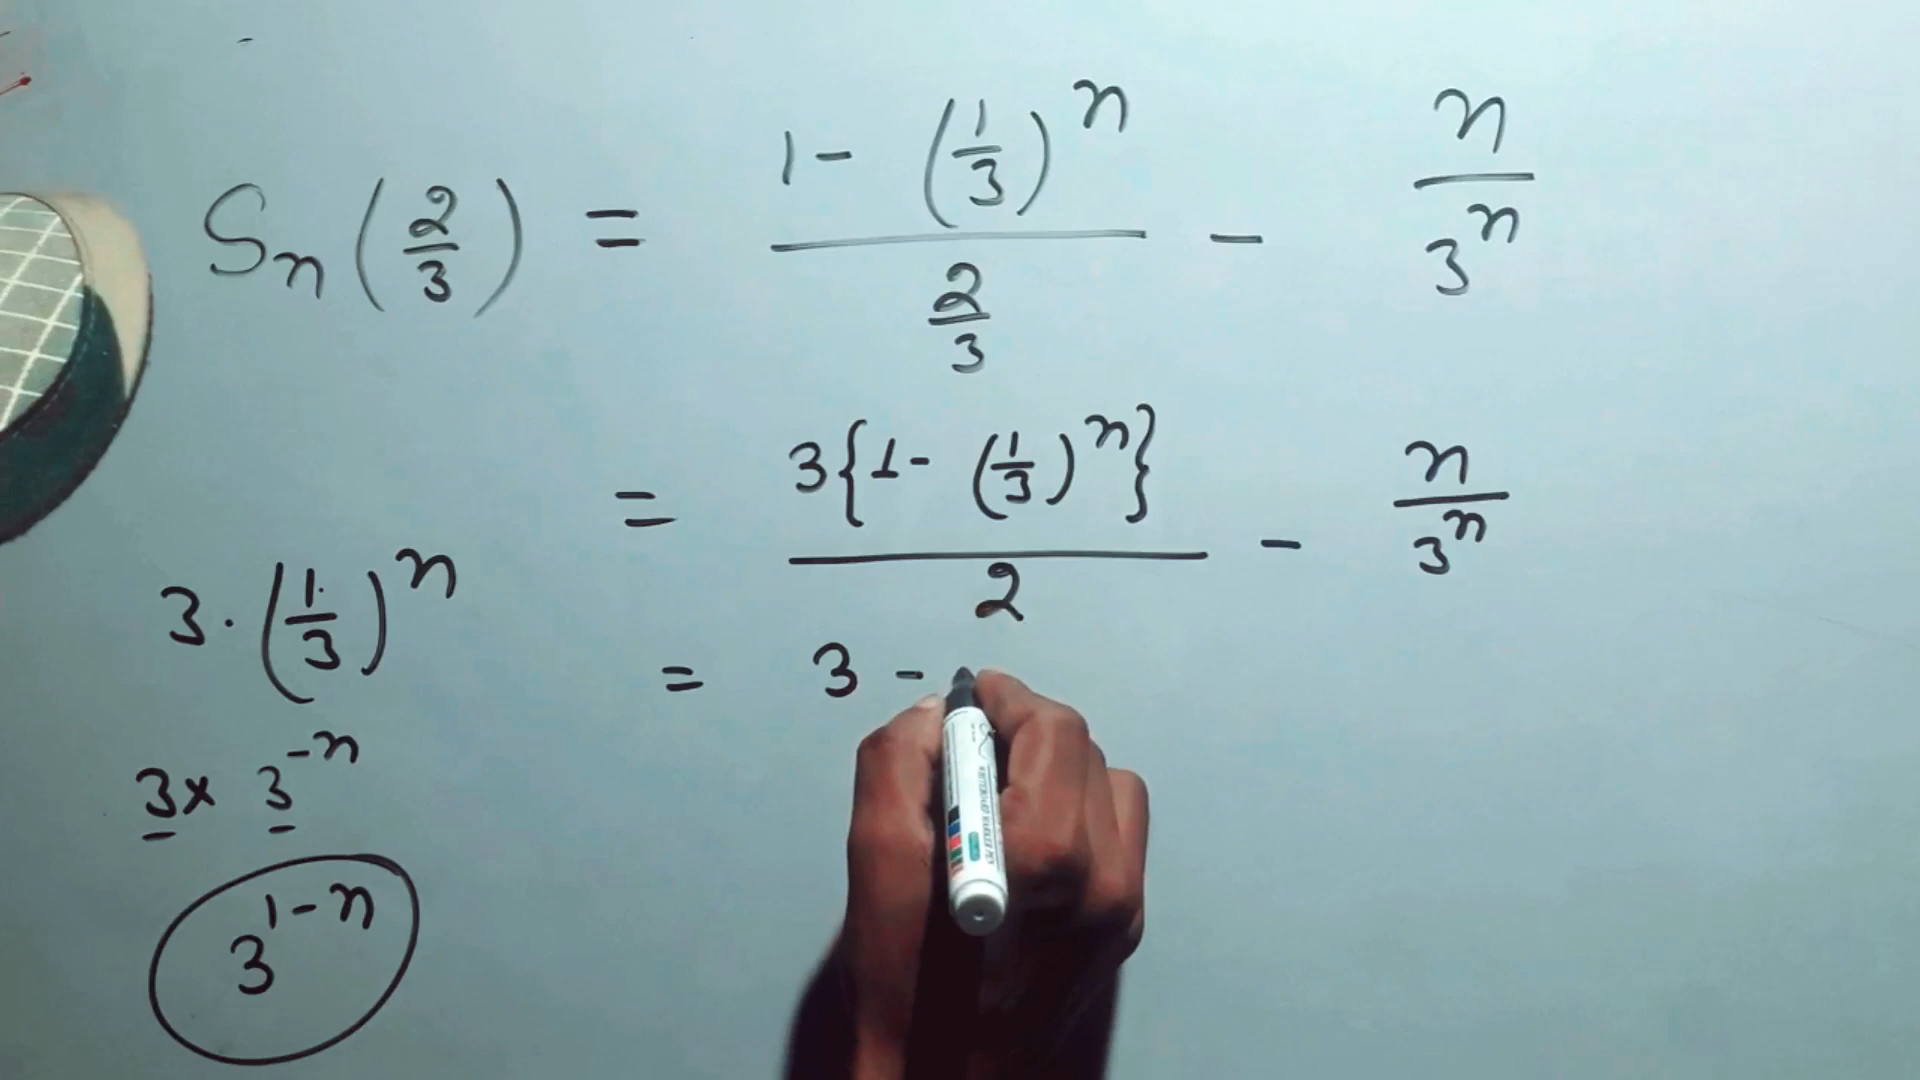 Sn(2/3) = 1 - (1/3)^n / 2/3 - n/3^n
= 3{1 - (1/3)^n} / 2 - n/3^n
= 3 -
3 · (1/3)^n
3 x 3^-n
3^1-n